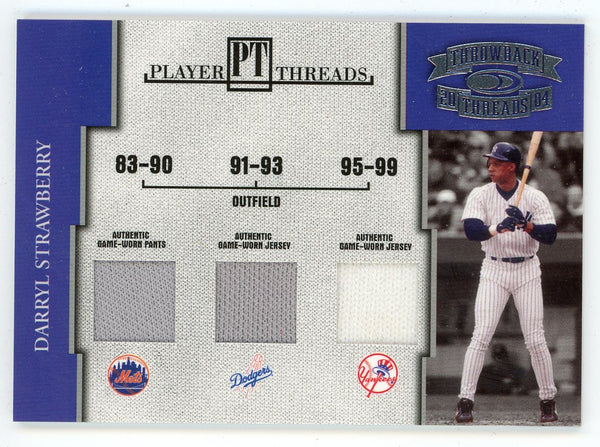 PLAYER PT THREADS
THROWBACK
20 THREADS 04
83-90 91-93 95-99
OUTFIELD
AUTHENTIC
GAME-WORN PANTS
AUTHENTIC
GAME-WORN JERSEY
AUTHENTIC
GAME-WORN JERSEY
Mets
Dodgers
Yankees
DARRYL STRAWBERRY